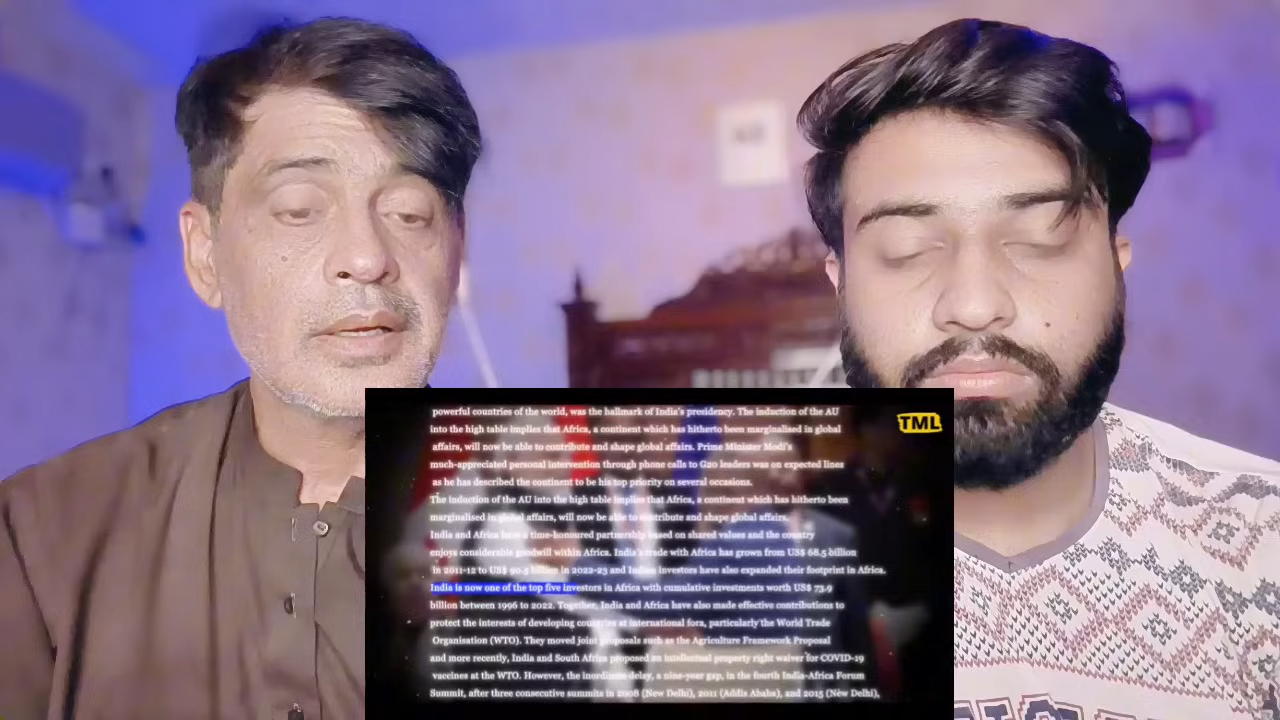 powerful countries of the world, was the hallmark of India's presidency. The induction of the AU
TML
into the high table implies that Africa, a continent which has hitherto been marginalised in global
affairs, will now be able to contribute and shape global affairs. Prime Minister Modi's
much-appreciated personal intervention through phone calls to G20 leaders was on expected lines
as he has described the continent to be his top priority on several occasions.
The induction of the AU into the high table implies that Africa, a continent which has hitherto been
marginalised in global affairs, will now be able to contribute and shape global affairs.
India and Africa have a time-honoured partnership based on shared values and the country
enjoys considerable goodwill within Africa. India's trade with Africa has grown from US$ 68.5 billion
in 2011-12 to US$ 90.5 billion in 2022-23 and Indian investors have also expanded their footprint in Africa.
India is now one of the top five investors in Africa with cumulative investments worth US$ 73.9
billion between 1996 to 2022. Together, India and Africa have also made effective contributions to
protect the interests of developing countries at international fora, particularly the World Trade
Organisation (WTO). They moved joint proposals such as the Agriculture Framework Proposal
and more recently, India and South Africa proposed an intellectual property right waiver for COVID-19
vaccines at the WTO. However, the inordinate delay, a nine-year gap, in the fourth India-Africa Forum
Summit, after three consecutive summits in 2008 (New Delhi), 2011 (Addis Ababa), and 2015 (New Delhi),